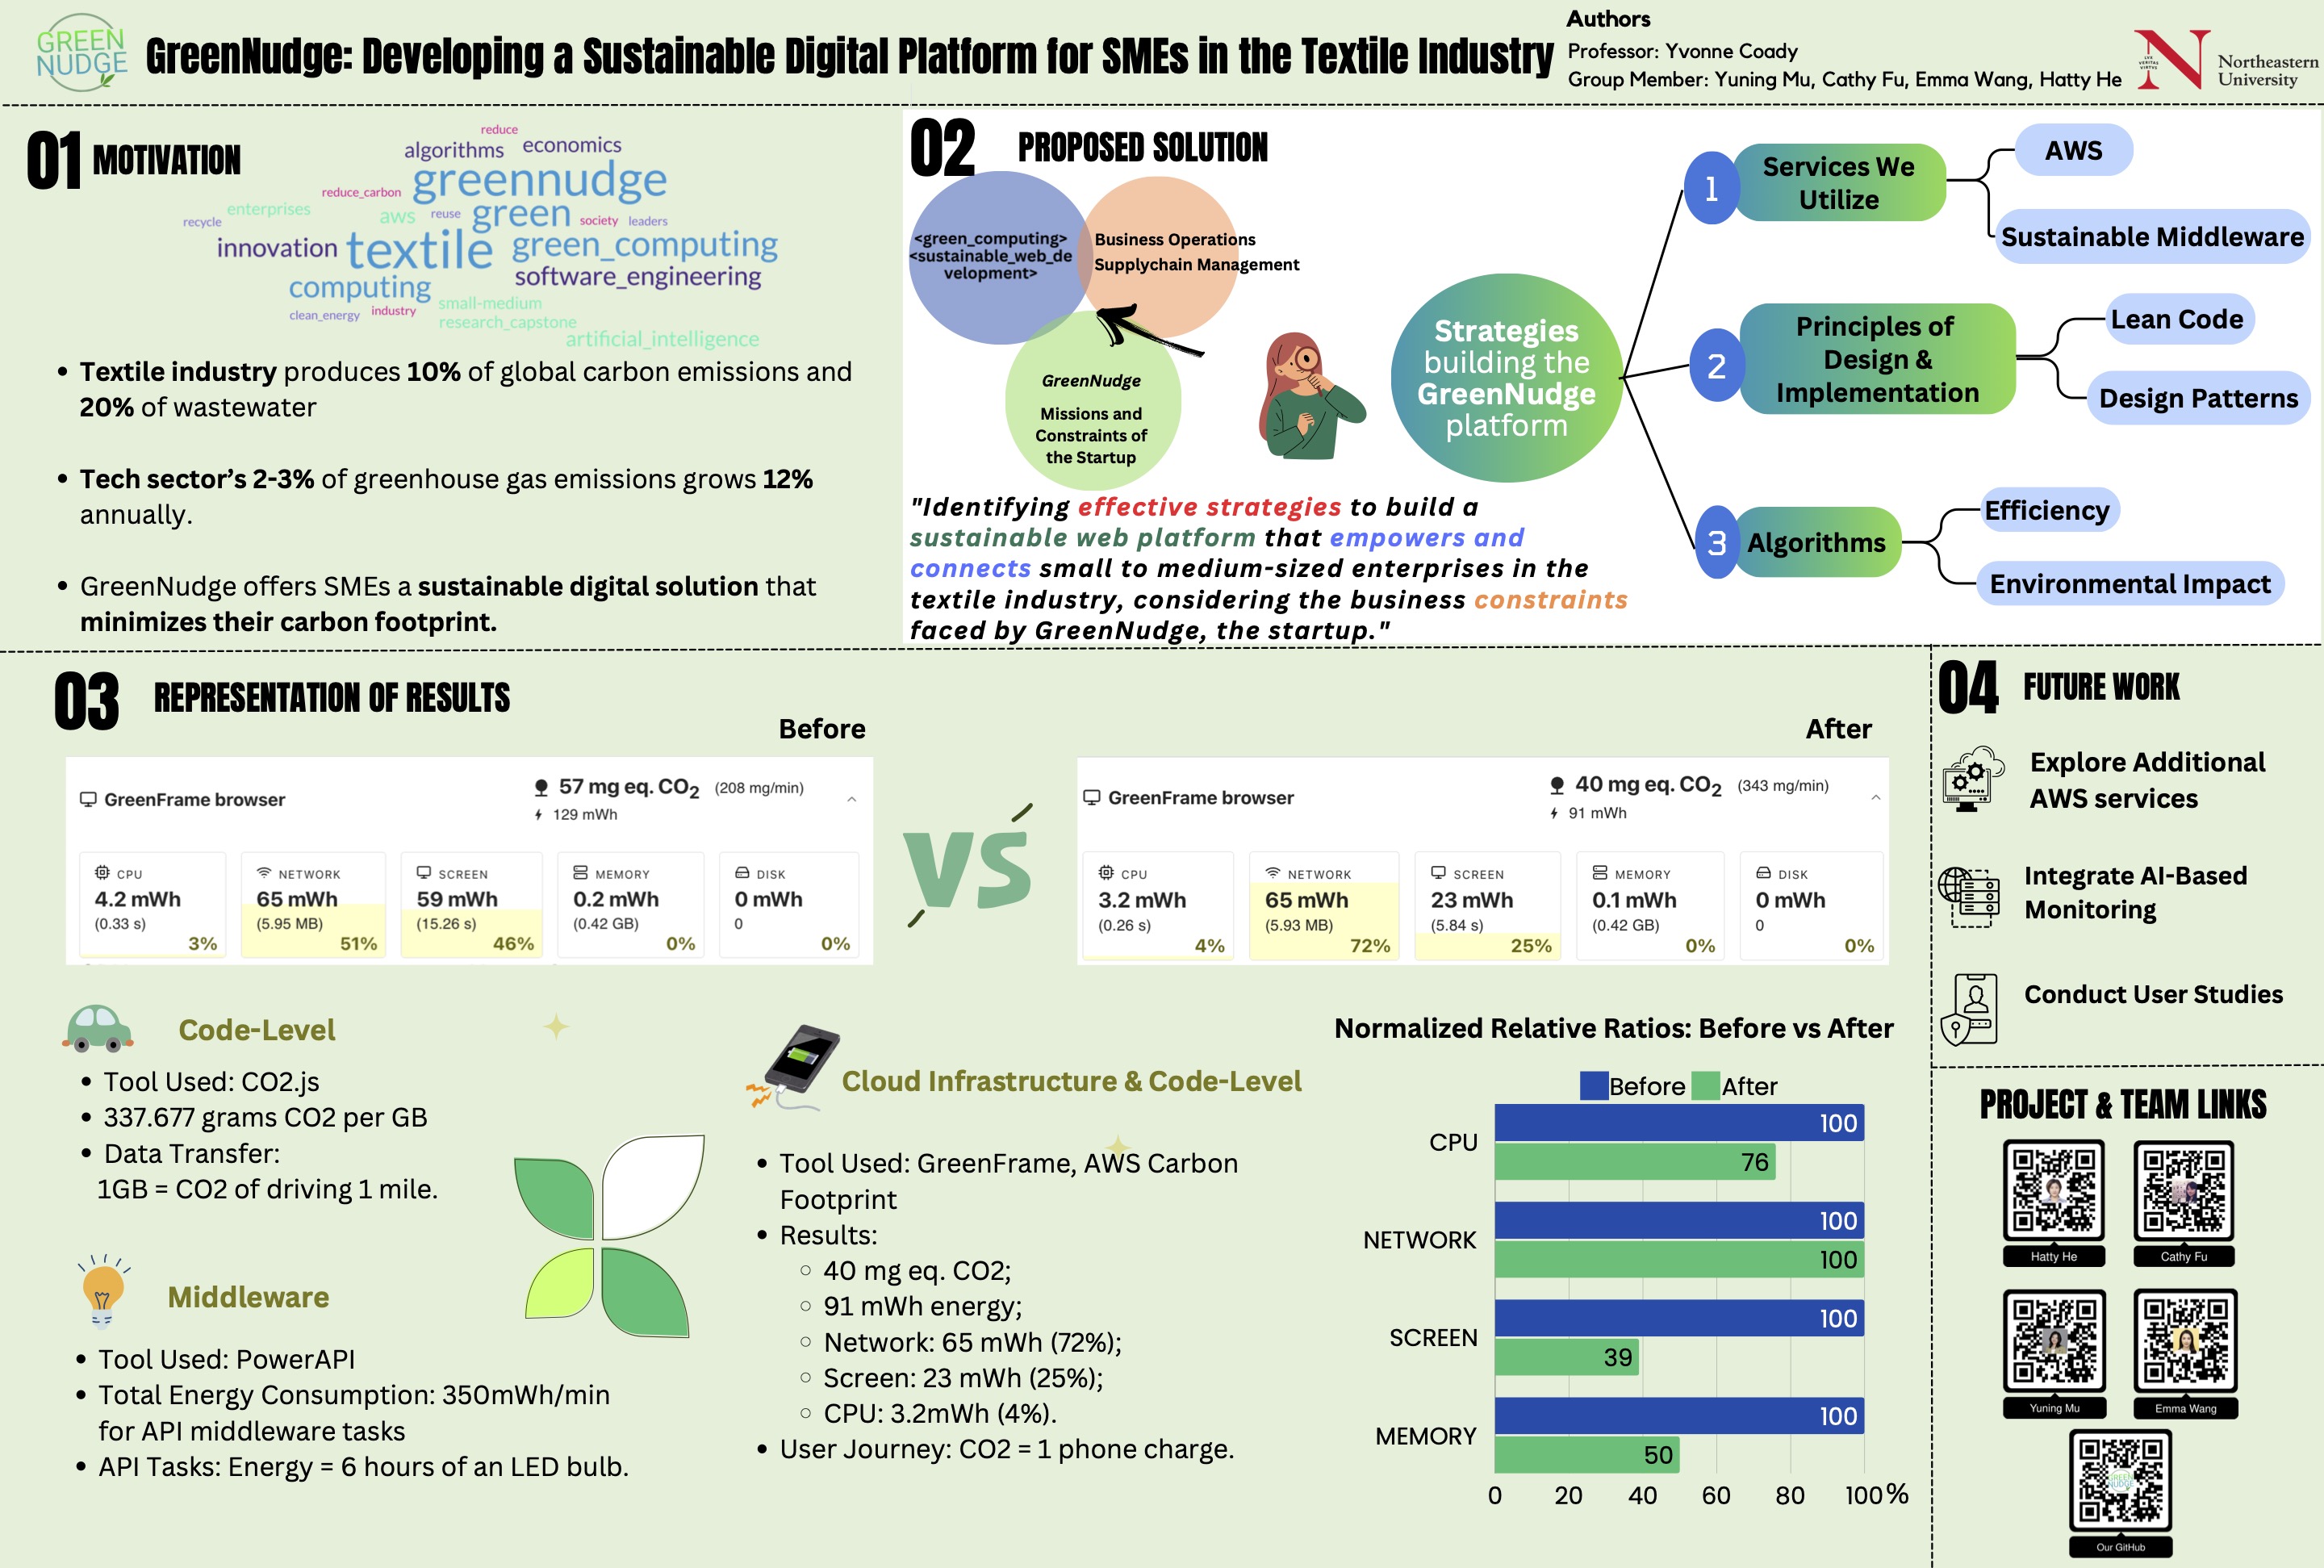 GREEN
NUDGE
GreenNudge: Developing a Sustainable Digital Platform for SMEs in the Textile Industry
Authors
Professor: Yvonne Coady
Group Member: Yuning Mu, Cathy Fu, Emma Wang, Hatty He
N
LVX
VERITAS
VIRTUS
Northeastern
University
01 MOTIVATION
reduce
algorithms economics
greennudge
reduce_carbon
enterprises aws reuse green society leaders
recycle
innovation textile green_computing
software_engineering
computing
small-medium
clean_energy industry
research_capstone
artificial_intelligence
• Textile industry produces 10% of global carbon emissions and
20% of wastewater
• Tech sector’s 2-3% of greenhouse gas emissions grows 12%
annually.
• GreenNudge offers SMEs a sustainable digital solution that
minimizes their carbon footprint.
02 PROPOSED SOLUTION
<green_computing>
<sustainable_web_de
velopment>
Business Operations
Supplychain Management
GreenNudge
Missions and
Constraints of
the Startup
"Identifying effective strategies to build a
sustainable web platform that empowers and
connects small to medium-sized enterprises in the
textile industry, considering the business constraints
faced by GreenNudge, the startup."
Strategies
building the
GreenNudge
platform
1
Services We
Utilize
AWS
Sustainable Middleware
2
Principles of
Design &
Implementation
Lean Code
Design Patterns
3
Algorithms
Efficiency
Environmental Impact
03 REPRESENTATION OF RESULTS
Before
GreenFrame browser
57 mg eq. CO2 (208 mg/min)
129 mWh
CPU
4.2 mWh
(0.33 s)
3%
NETWORK
65 mWh
(5.95 MB)
51%
SCREEN
59 mWh
(15.26 s)
46%
MEMORY
0.2 mWh
(0.42 GB)
0%
DISK
0 mWh
0
0%
VS
After
GreenFrame browser
40 mg eq. CO2 (343 mg/min)
91 mWh
CPU
3.2 mWh
(0.26 s)
4%
NETWORK
65 mWh
(5.93 MB)
72%
SCREEN
23 mWh
(5.84 s)
25%
MEMORY
0.1 mWh
(0.42 GB)
0%
DISK
0 mWh
0
0%
Code-Level
• Tool Used: CO2.js
• 337.677 grams CO2 per GB
• Data Transfer:
1GB = CO2 of driving 1 mile.
Middleware
• Tool Used: PowerAPI
• Total Energy Consumption: 350mWh/min
for API middleware tasks
• API Tasks: Energy = 6 hours of an LED bulb.
Cloud Infrastructure & Code-Level
• Tool Used: GreenFrame, AWS Carbon
Footprint
• Results:
○ 40 mg eq. CO2;
○ 91 mWh energy;
○ Network: 65 mWh (72%);
○ Screen: 23 mWh (25%);
○ CPU: 3.2mWh (4%).
• User Journey: CO2 = 1 phone charge.
Normalized Relative Ratios: Before vs After
Before After
CPU
100
76
NETWORK
100
100
SCREEN
100
39
MEMORY
100
50
0 20 40 60 80 100 %
04 FUTURE WORK
Explore Additional
AWS services
Integrate AI-Based
Monitoring
Conduct User Studies
PROJECT & TEAM LINKS
Hatty He
Cathy Fu
Yuning Mu
Emma Wang
GREEN
NUDGE
Our GitHub